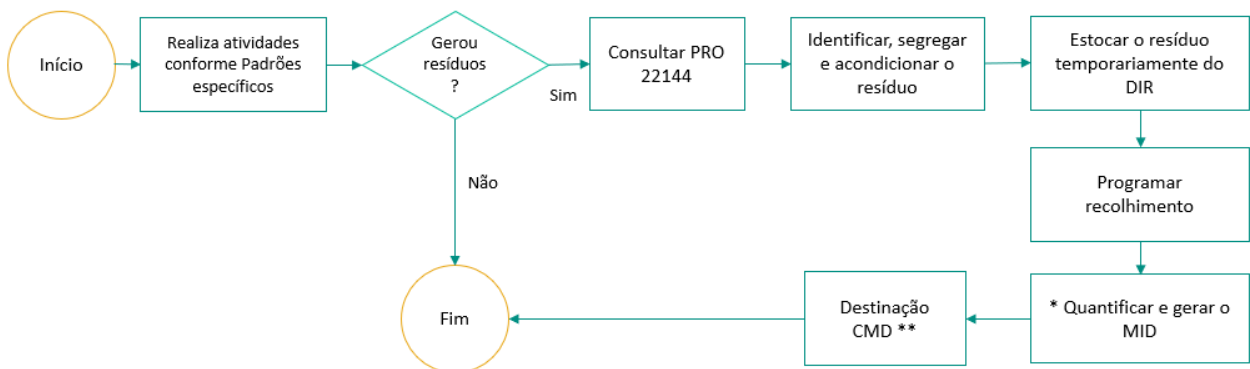 Início
Realiza atividades
conforme Padrões
específicos
Gerou
resíduos
?
Sim
Consultar PRO
22144
Identificar, segregar
e acondicionar o
resíduo
Estocar o resíduo
temporariamente do
DIR
Não
Programar
recolhimento
* Quantificar e gerar o
MID
Destinação
CMD **
Fim